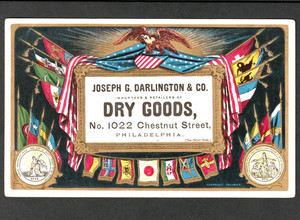 JOSEPH G. DARLINGTON & CO.
IMPORTERS & RETAILERS OF
DRY GOODS,
No. 1022 Chestnut Street,
PHILADELPHIA.